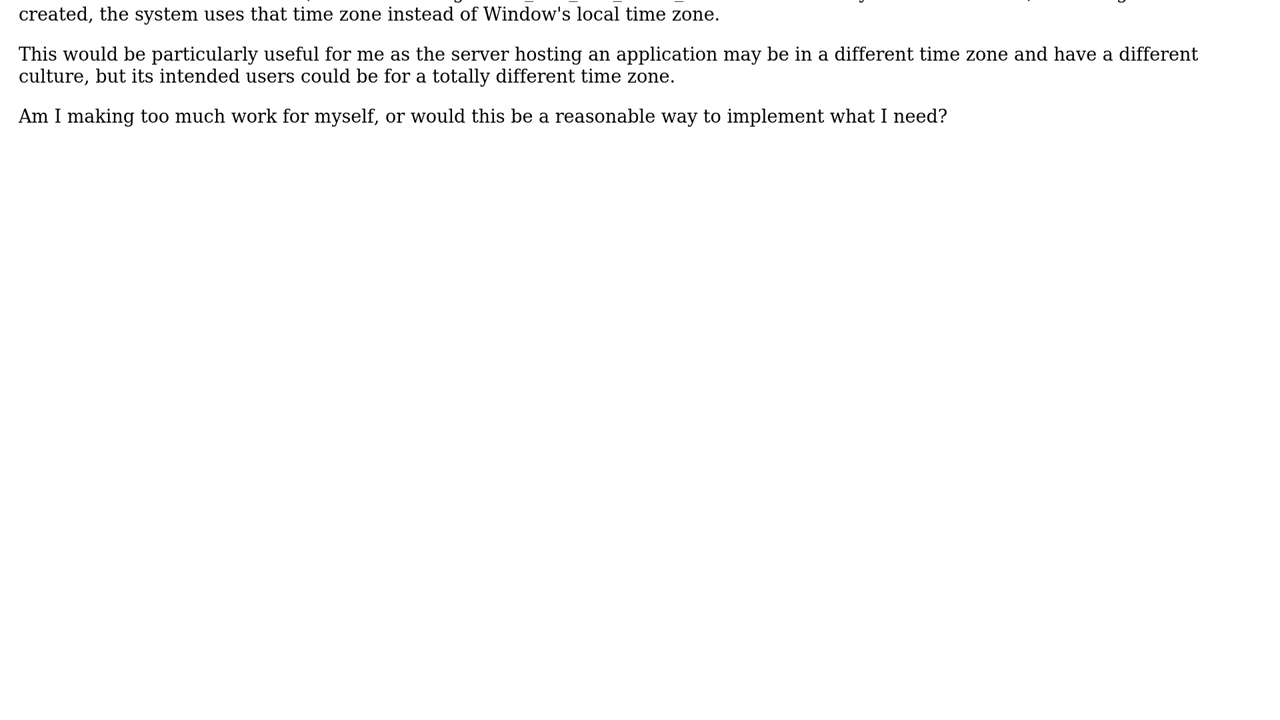 created, the system uses that time zone instead of Window's local time zone.
This would be particularly useful for me as the server hosting an application may be in a different time zone and have a different
culture, but its intended users could be for a totally different time zone.
Am I making too much work for myself, or would this be a reasonable way to implement what I need?